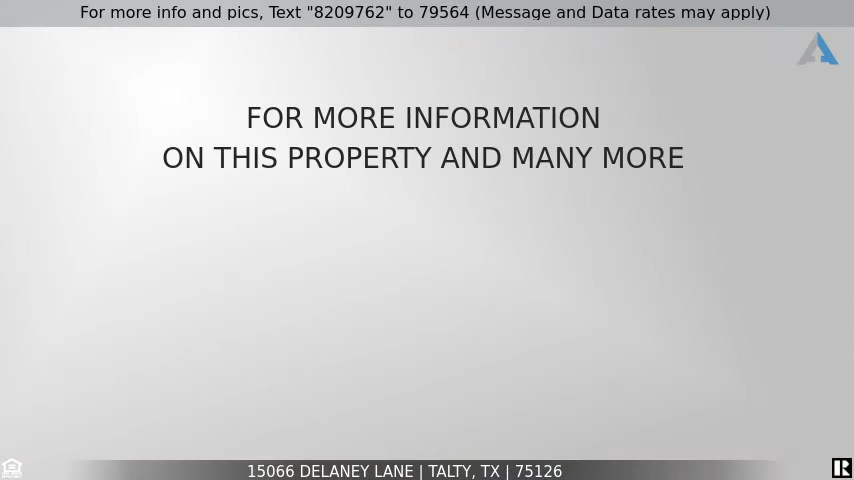 For more info and pics, Text "8209762" to 79564 (Message and Data rates may apply)
FOR MORE INFORMATION
ON THIS PROPERTY AND MANY MORE
15066 DELANEY LANE | TALTY, TX | 75126